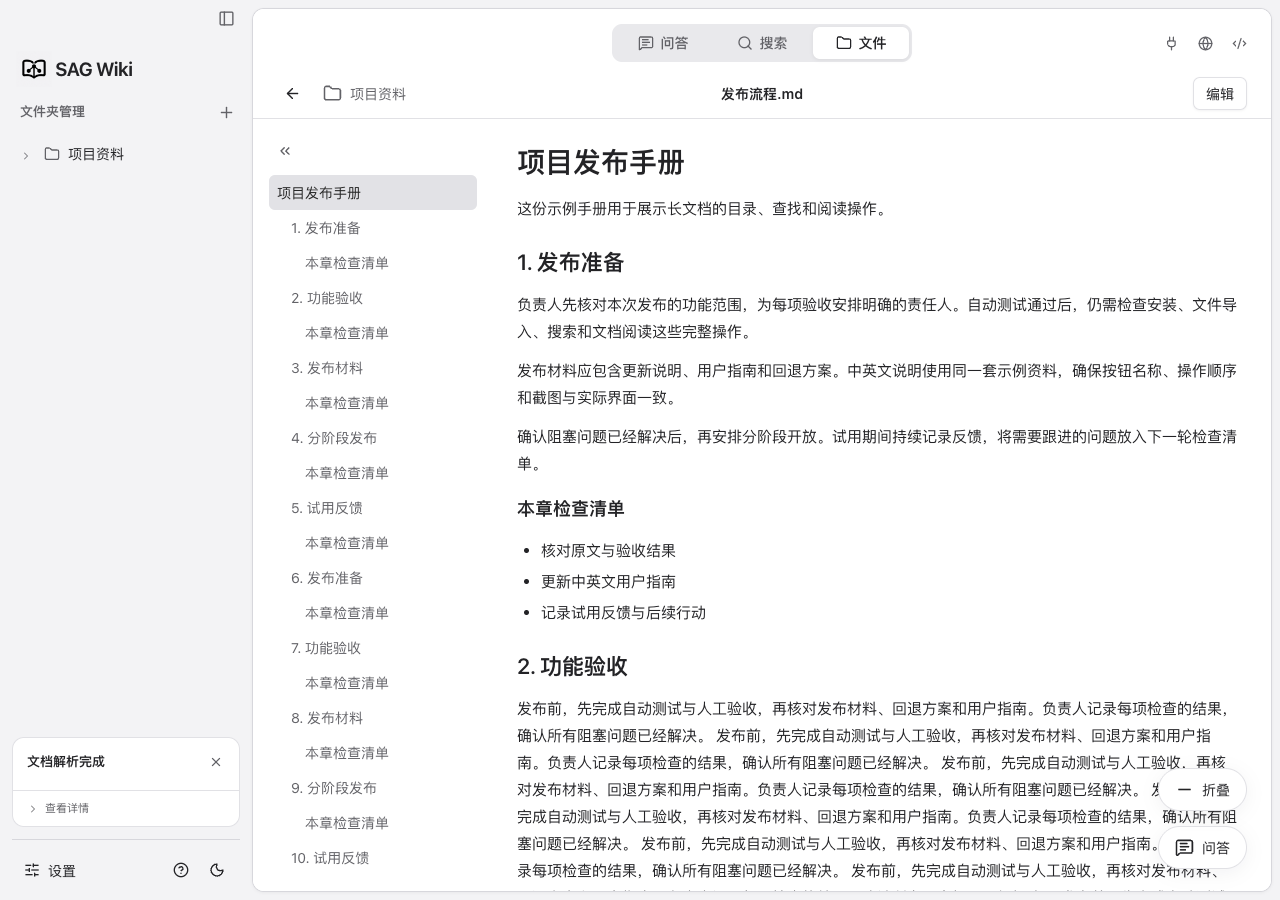 SAG Wiki
文件夹管理
项目资料
文档解析完成
查看详情
设置
问答
搜索
文件
项目资料
发布流程.md
编辑
项目发布手册
1. 发布准备
本章检查清单
2. 功能验收
本章检查清单
3. 发布材料
本章检查清单
4. 分阶段发布
本章检查清单
5. 试用反馈
本章检查清单
6. 发布准备
本章检查清单
7. 功能验收
本章检查清单
8. 发布材料
本章检查清单
9. 分阶段发布
本章检查清单
10. 试用反馈
项目发布手册
这份示例手册用于展示长文档的目录、查找和阅读操作。
1. 发布准备
负责人先核对本次发布的功能范围，为每项验收安排明确的责任人。自动测试通过后，仍需检查安装、文件导
入、搜索和文档阅读这些完整操作。
发布材料应包含更新说明、用户指南和回退方案。中英文说明使用同一套示例资料，确保按钮名称、操作顺序
和截图与实际界面一致。
确认阻塞问题已经解决后，再安排分阶段开放。试用期间持续记录反馈，将需要跟进的问题放入下一轮检查清
单。
本章检查清单
核对原文与验收结果
更新中英文用户指南
记录试用反馈与后续行动
2. 功能验收
发布前，先完成自动测试与人工验收，再核对发布材料、回退方案和用户指南。负责人记录每项检查的结果，
确认所有阻塞问题已经解决。 发布前，先完成自动测试与人工验收，再核对发布材料、回退方案和用户指
南。负责人记录每项检查的结果，确认所有阻塞问题已经解决。 发布前，先完成自动测试与人工验收，再核
对发布材料、回退方案和用户指南。负责人记录每项检查的结果，确认所有阻塞问题已经解决。 发
完成自动测试与人工验收，再核对发布材料、回退方案和用户指南。负责人记录每项检查的结果，确认所有阻
塞问题已经解决。 发布前，先完成自动测试与人工验收，再核对发布材料、回退方案和用户指南。
录每项检查的结果，确认所有阻塞问题已经解决。 发布前，先完成自动测试与人工验收，再核对发布材料、
折叠
问答